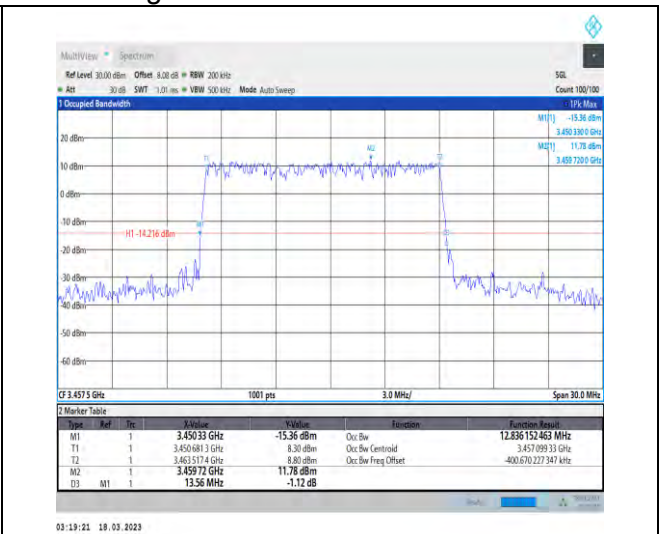 MultiView Spectrum
Ref Level 30.00 dBm Offset 8.08 dB RBW 200 kHz SGL
Att 30 dB SWT 1.01 ms VBW 500 kHz Mode Auto Sweep Count 100/100
1 Occupied Bandwidth 1Pk Max
M1[1] -15.36 dBm
3.450 330 0 GHz
M2[1] 11.78 dBm
3.459 720 0 GHz
20 dBm
M2
T1 T2
10 dBm
0 dBm
-10 dBm
M1
H1 -14.216 dBm
D3
-20 dBm
-30 dBm
-40 dBm
-50 dBm
-60 dBm
CF 3.457 5 GHz 1001 pts 3.0 MHz/ Span 30.0 MHz
2 Marker Table
Type Ref Trc X-Value Y-Value Function Function Result
M1 1 3.450 33 GHz -15.36 dBm Occ Bw 12.836 152 463 MHz
T1 1 3.450 681 3 GHz 8.30 dBm Occ Bw Centroid 3.457 099 33 GHz
T2 1 3.463 517 4 GHz 8.80 dBm Occ Bw Freq Offset -400.670 227 347 kHz
M2 1 3.459 72 GHz 11.78 dBm
D3 M1 1 13.56 MHz -1.12 dB
03:19:21 18.03.2023